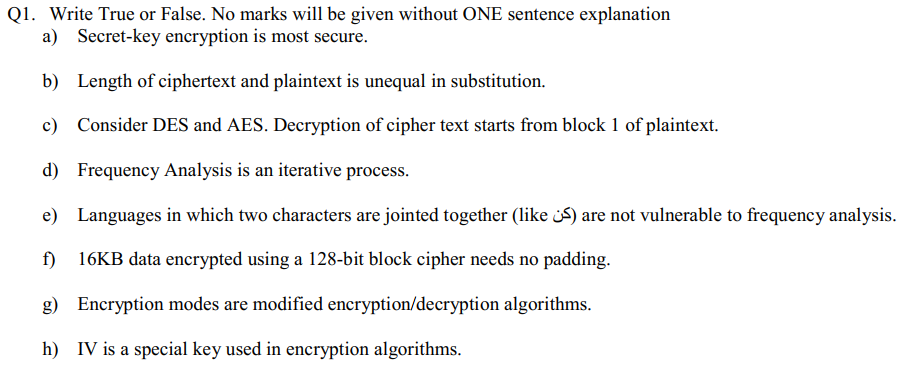 Q1. Write True or False. No marks will be given without ONE sentence explanation
a) Secret-key encryption is most secure.
b) Length of ciphertext and plaintext is unequal in substitution.
c) Consider DES and AES. Decryption of cipher text starts from block 1 of plaintext.
d) Frequency Analysis is an iterative process.
e) Languages in which two characters are jointed together (like کن) are not vulnerable to frequency analysis.
f) 16KB data encrypted using a 128-bit block cipher needs no padding.
g) Encryption modes are modified encryption/decryption algorithms.
h) IV is a special key used in encryption algorithms.